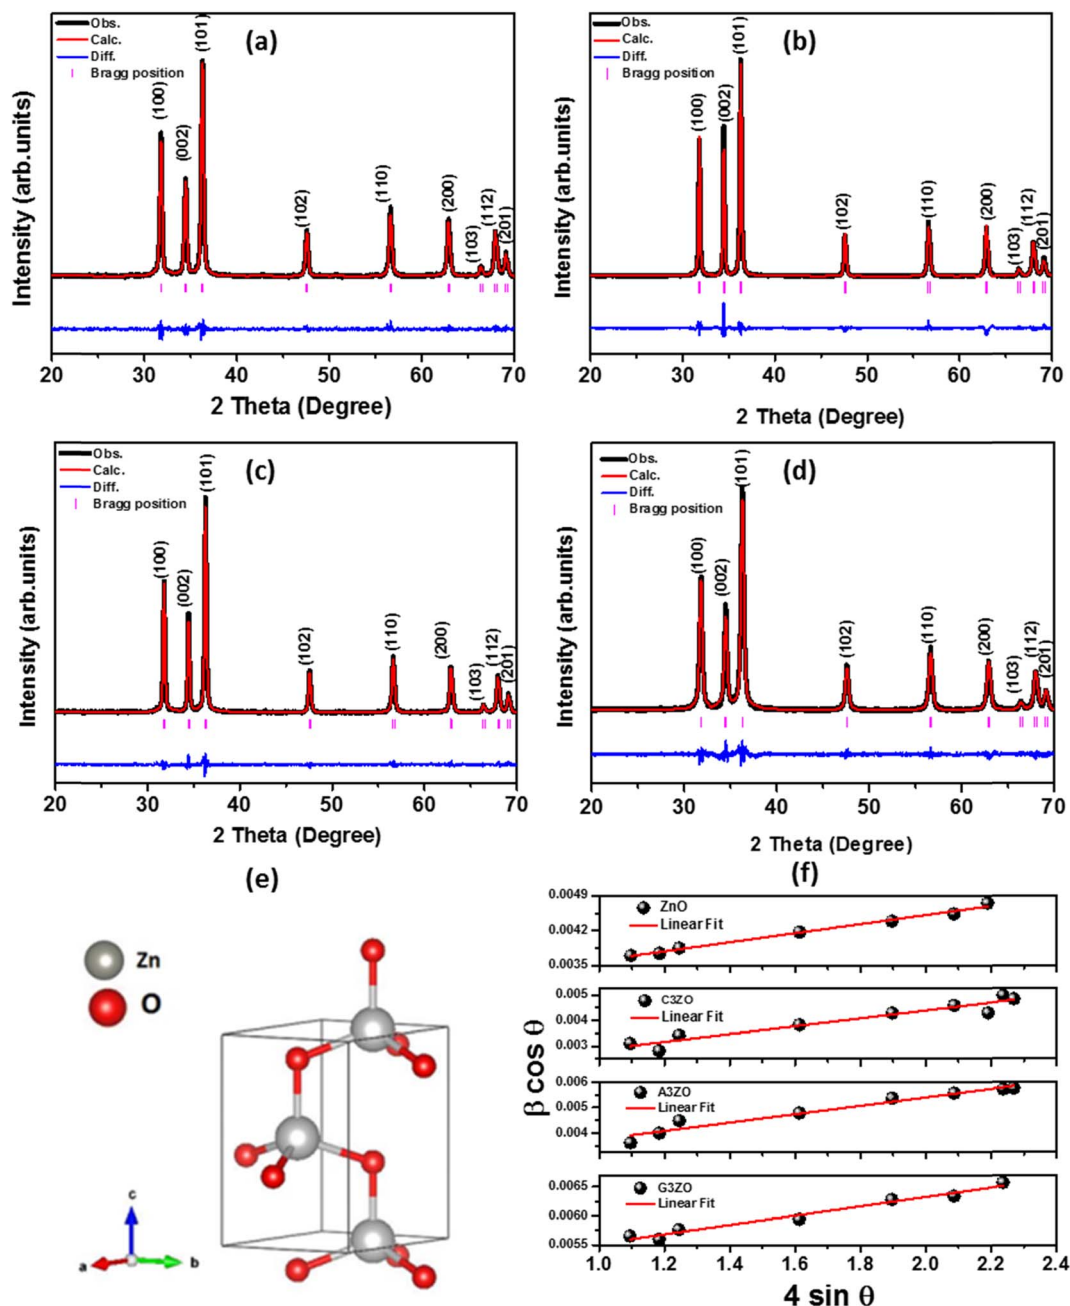 (a)
Obs.
Calc.
Diff.
Bragg position
(100)
(002)
(101)
(102)
(110)
(200)
(103)
(112)
(201)
Intensity (arb.units)
20 30 40 50 60 70
2 Theta (Degree)
(b)
Obs.
Calc.
Diff.
Bragg position
(100)
(002)
(101)
(102)
(110)
(200)
(103)
(112)
(201)
Intensity (arb.units)
20 30 40 50 60 70
2 Theta (Degree)
(c)
Obs.
Calc.
Diff.
Bragg position
(100)
(002)
(101)
(102)
(110)
(200)
(103)
(112)
(201)
Intensity (arb.units)
20 30 40 50 60 70
2 Theta (Degree)
(d)
Obs.
Calc.
Diff.
Bragg position
(100)
(002)
(101)
(102)
(110)
(200)
(103)
(112)
(201)
Intensity (arb.units)
20 30 40 50 60 70
2 Theta (Degree)
(e)
Zn
O
c
a
b
(f)
β cos θ
0.0049
0.0042
0.0035
ZnO
Linear Fit
0.005
0.004
0.003
C3ZO
Linear Fit
0.006
0.005
0.004
A3ZO
Linear Fit
0.0065
0.0060
0.0055
G3ZO
Linear Fit
1.0 1.2 1.4 1.6 1.8 2.0 2.2 2.4
4 sin θ